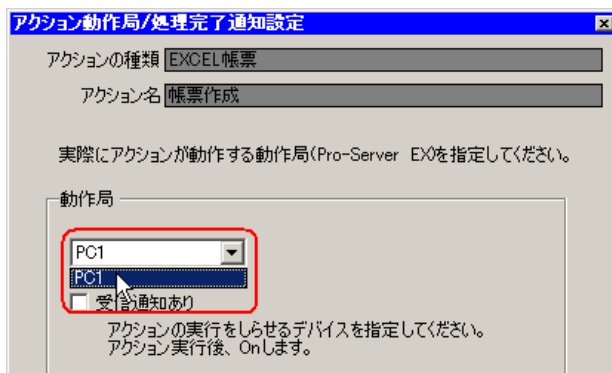 アクション動作局/処理完了通知設定
アクションの種類 EXCEL帳票
アクション名 帳票作成
実際にアクションが動作する動作局(Pro-Server EX)を指定してください。
動作局
PC1
PC1
受信通知あり
アクションの実行をしらせるデバイスを指定してください。
アクション実行後、Onします。